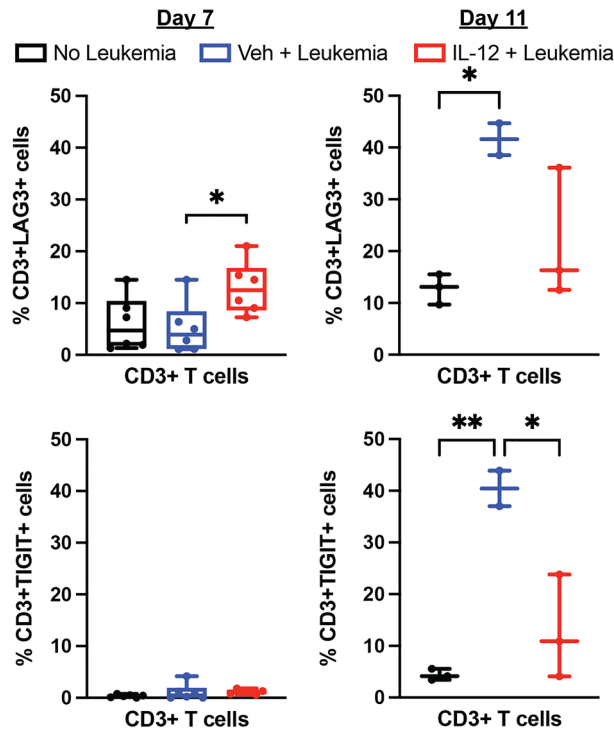 Day 7
Day 11
No Leukemia
Veh + Leukemia
IL-12 + Leukemia
% CD3+LAG3+ cells
50
40
30
20
10
0
*
CD3+ T cells
% CD3+LAG3+ cells
50
40
30
20
10
0
*
CD3+ T cells
% CD3+TIGIT+ cells
50
40
30
20
10
0
CD3+ T cells
% CD3+TIGIT+ cells
50
40
30
20
10
0
**
*
CD3+ T cells